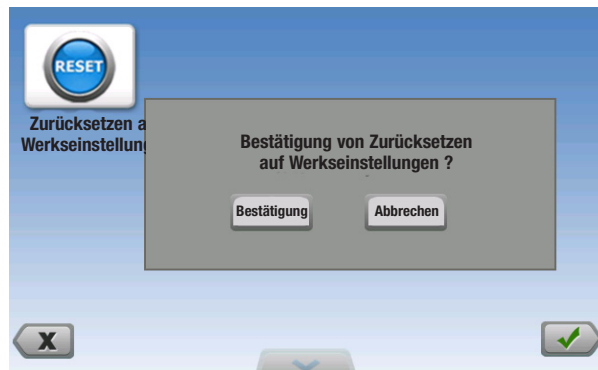 RESET
Zurücksetzen a
Werkseinstellung
Bestätigung von Zurücksetzen
auf Werkseinstellungen ?
Bestätigung
Abbrechen
X